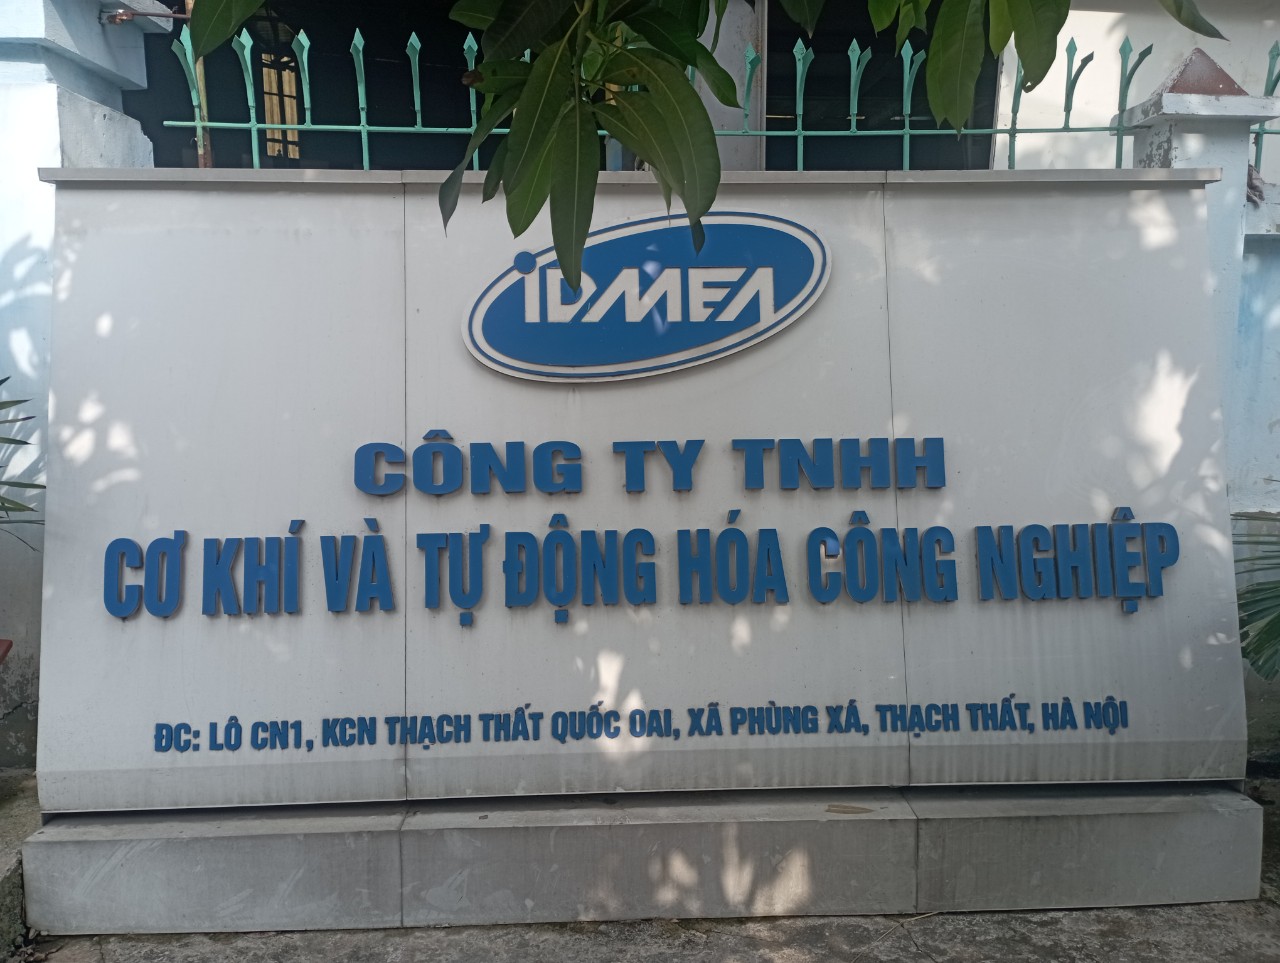 IDMEA
CÔNG TY TNHH
CƠ KHÍ VÀ TỰ ĐỘNG HÓA CÔNG NGHIỆP
ĐC: LÔ CN1, KCN THẠCH THẤT QUỐC OAI, XÃ PHÙNG XÁ, THẠCH THẤT, HÀ NỘI